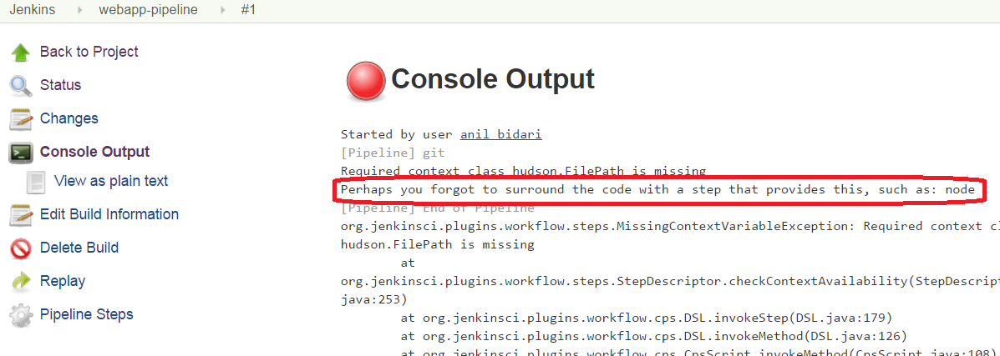 Jenkins webapp-pipeline #1
Back to Project
Status
Changes
Console Output
View as plain text
Edit Build Information
Delete Build
Replay
Pipeline Steps
Console Output
Started by user anil bidari
[Pipeline] git
Required context class hudson.FilePath is missing
Perhaps you forgot to surround the code with a step that provides this, such as: node
[Pipeline] End of Pipeline
org.jenkinsci.plugins.workflow.steps.MissingContextVariableException: Required context cl
hudson.FilePath is missing
at
org.jenkinsci.plugins.workflow.steps.StepDescriptor.checkContextAvailability(StepDescript
java:253)
at org.jenkinsci.plugins.workflow.cps.DSL.invokeStep(DSL.java:179)
at org.jenkinsci.plugins.workflow.cps.DSL.invokeMethod(DSL.java:126)
at org.jenkinsci.plugins.workflow.cps.CpsScript.invokeMethod(CpsScript.java:108)